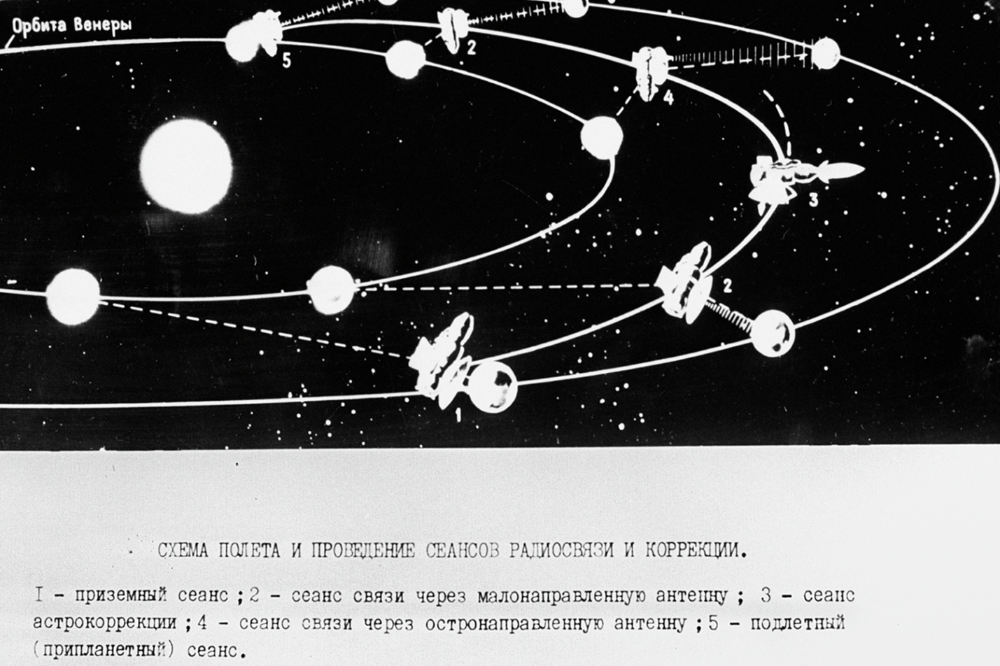 Орбита Венеры
5
2
4
3
2
1
СХЕМА ПОЛЕТА И ПРОВЕДЕНИЕ СЕАНСОВ РАДИОСВЯЗИ И КОРРЕКЦИИ.
I - приземный сеанс ; 2 - сеанс связи через малонаправленную антенну ; 3 - сеанс
астрокоррекции ; 4 - сеанс связи через остронаправленную антенну ; 5 - подлетный
(припланетный) сеанс.